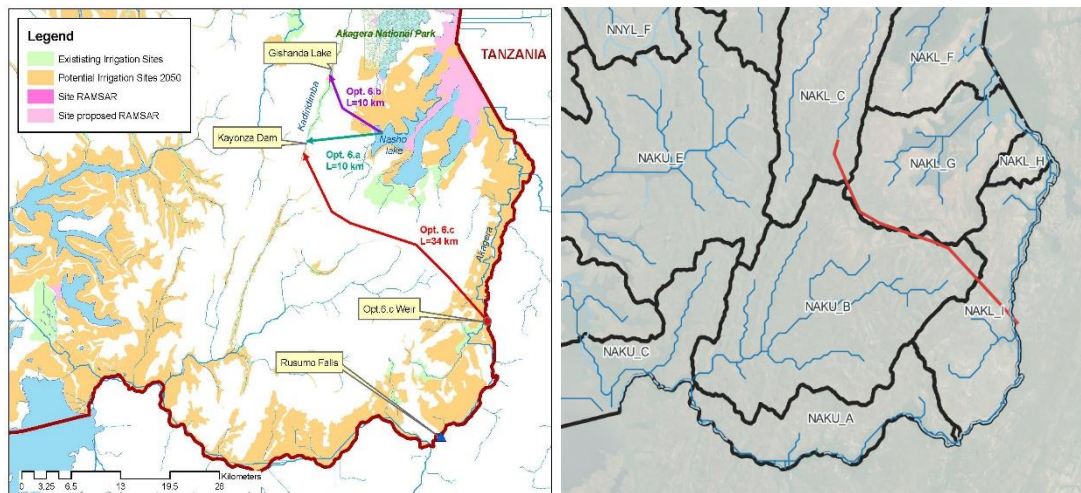 Legend
Existisiting Irrigation Sites
Potential Irrigation Sites 2050
Site RAMSAR
Site proposed RAMSAR
Akagera National Park
TANZANIA
Gishanda Lake
Kadiridimba
Opt. 6.b
L=10 km
Kayonza Dam
Nasho
lake
Opt. 6.a
L=10 km
Opt. 6.c
L=34 km
Akagera
Opt.6.c Weir
Rusumo Falls
Kilometers
0 3.25 6.5 13 19.5 26
NNYL_F
NAKL_C
NAKL_F
NAKU_E
NAKL_G
NAKL_H
NAKU_B
NAKL_I
NAKU_C
NAKU_A